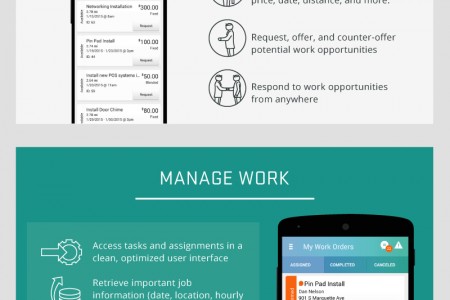 price, date, distance, and more.
Networking Installation
$300.00
Fixed
Request
Pin Pad Install
$100.00
Fixed
Request
Install new POS systems i...
$50.00
Request
Install Door Chime
$80.00
Fixed
Request
Request, offer, and counter-offer
potential work opportunities
Respond to work opportunities
from anywhere
MANAGE WORK
Access tasks and assignments in a
clean, optimized user interface
Retrieve important job
information (date, location, hourly
My Work Orders
ASSIGNED
COMPLETED
CANCELED
Pin Pad Install
Dan Nelson
901 S Marquette Ave